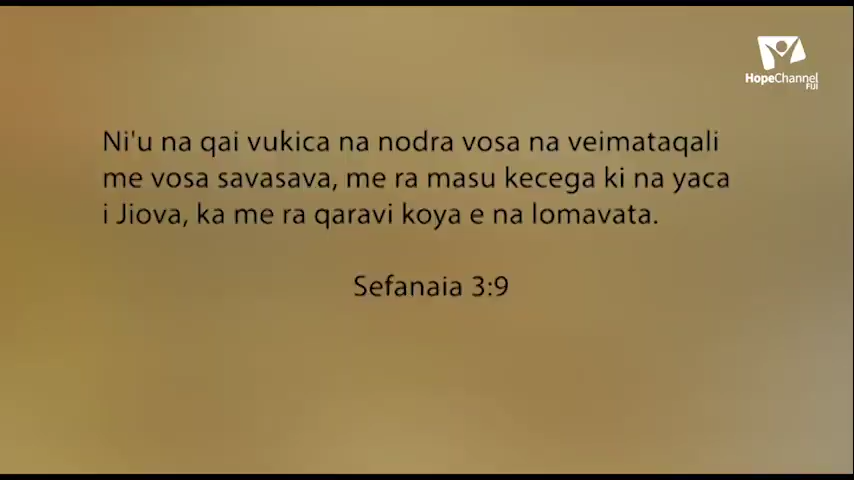 HopeChannel
FIJI
Ni'u na qai vukica na nodra vosa na veimataqali
me vosa savasava, me ra masu kecega ki na yaca
i Jiova, ka me ra qaravi koya e na lomavata.
Sefanaia 3:9